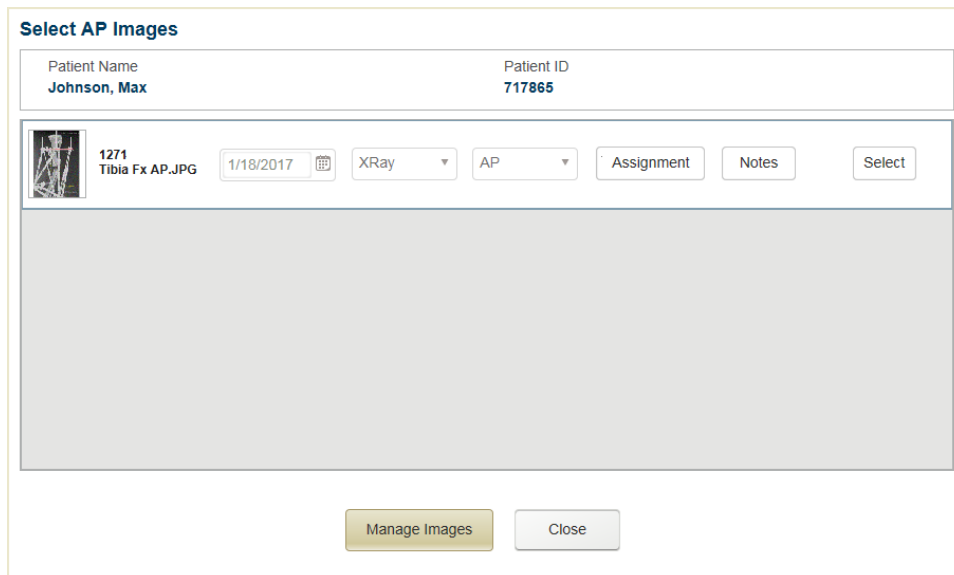 Select AP Images
Patient Name Patient ID
Johnson, Max 717865
1271
Tibia Fx AP.JPG
1/18/2017 XRay AP Assignment Notes Select
Manage Images Close